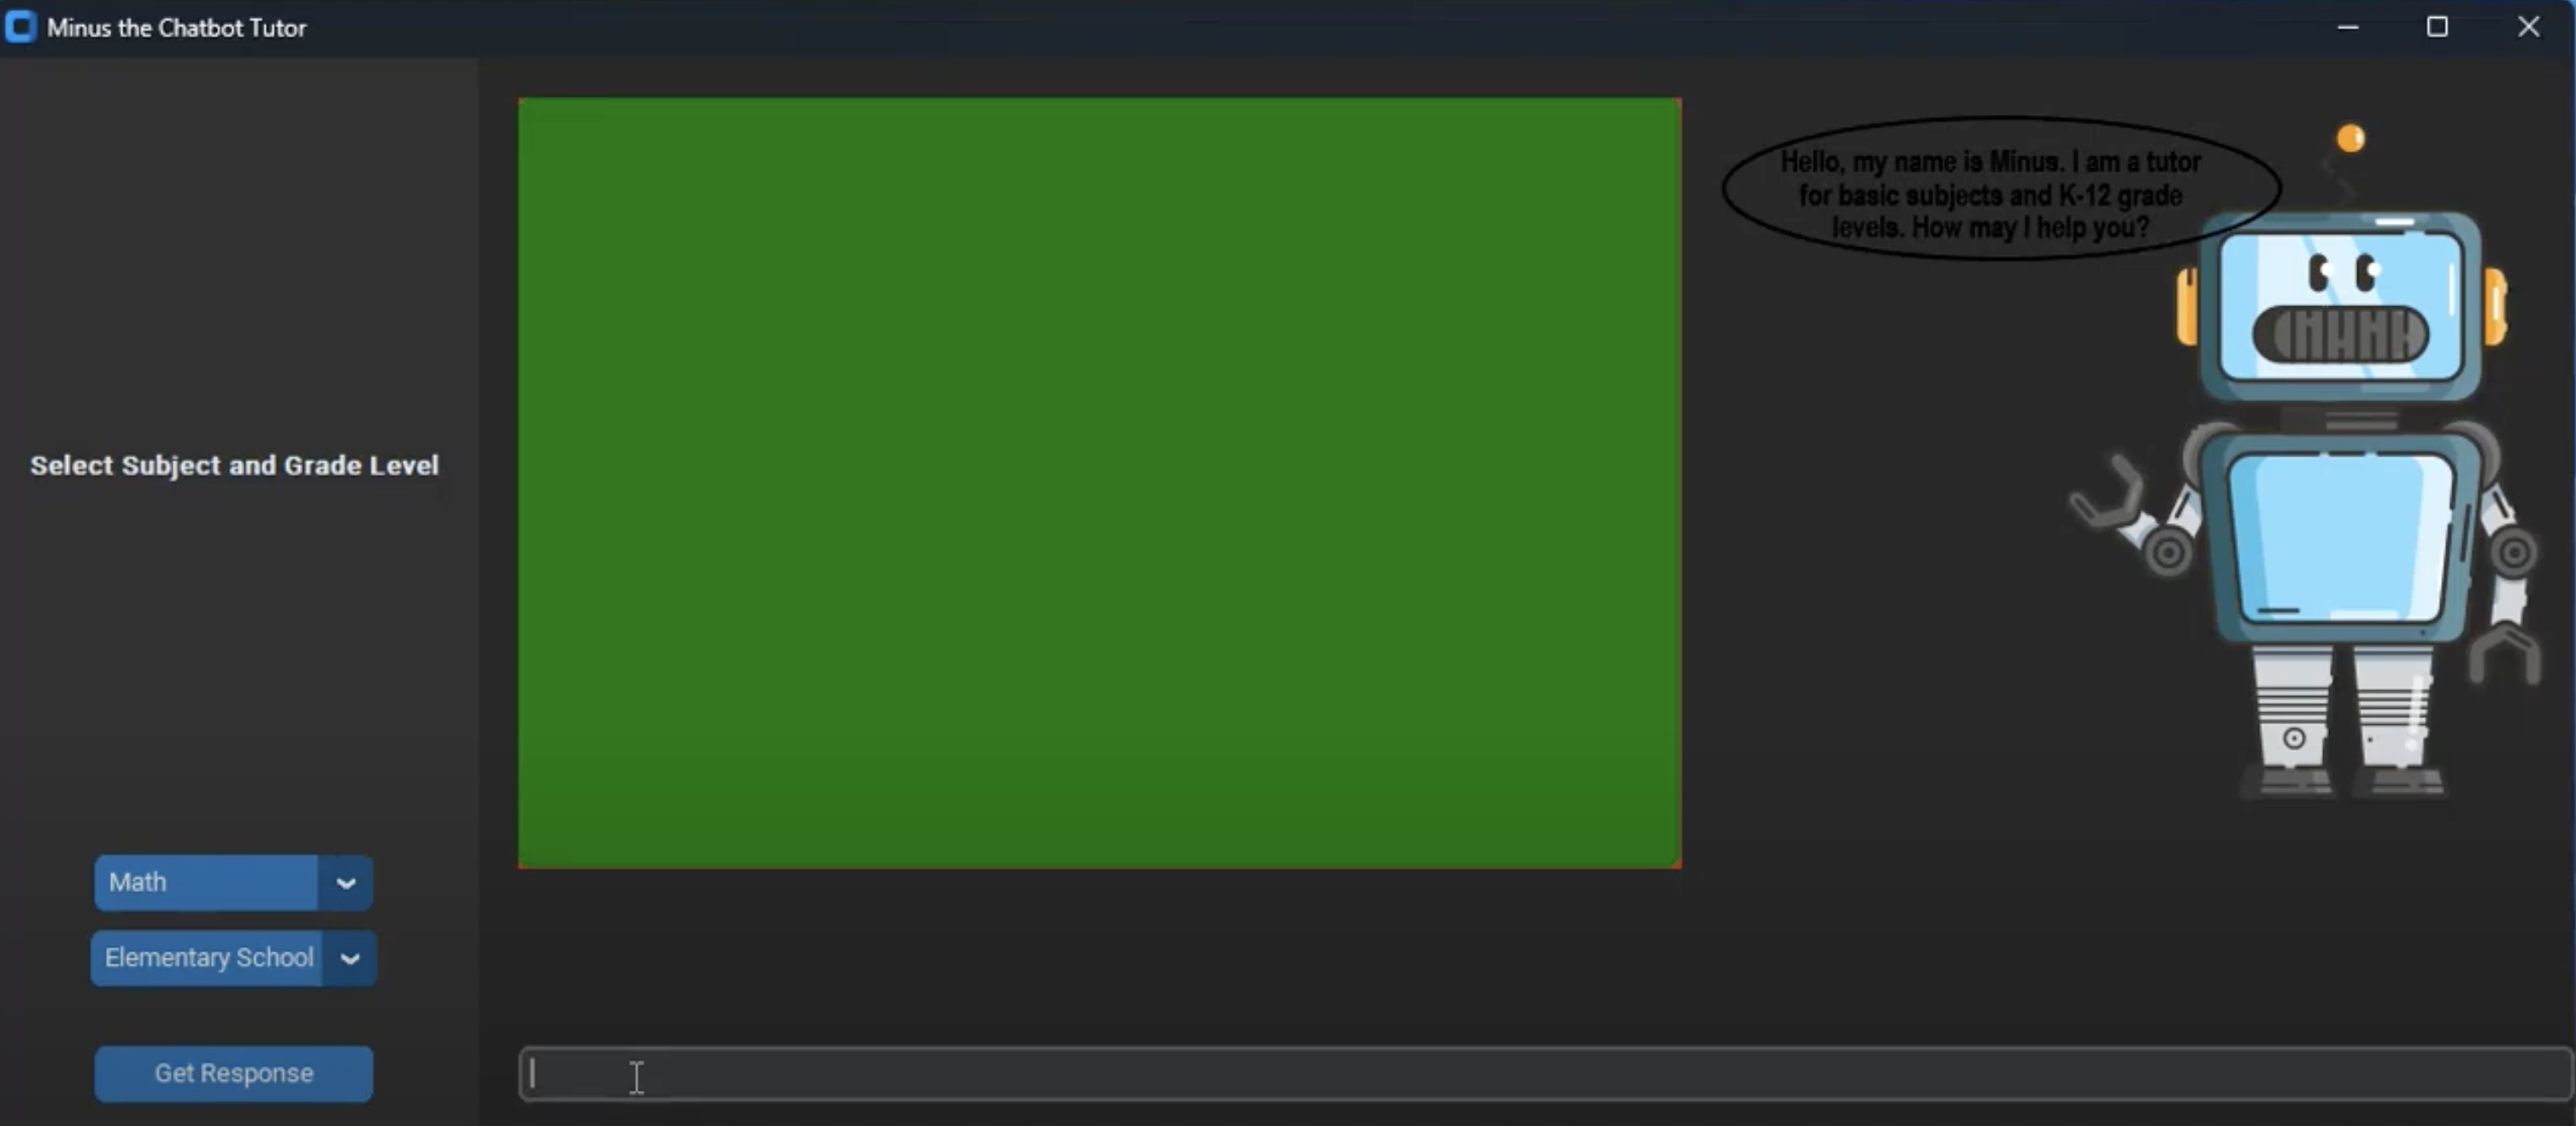 Minus the Chatbot Tutor
Hello, my name is Minus. I am a tutor
for basic subjects and K-12 grade
levels. How may I help you?
Select Subject and Grade Level
Math
Elementary School
Get Response